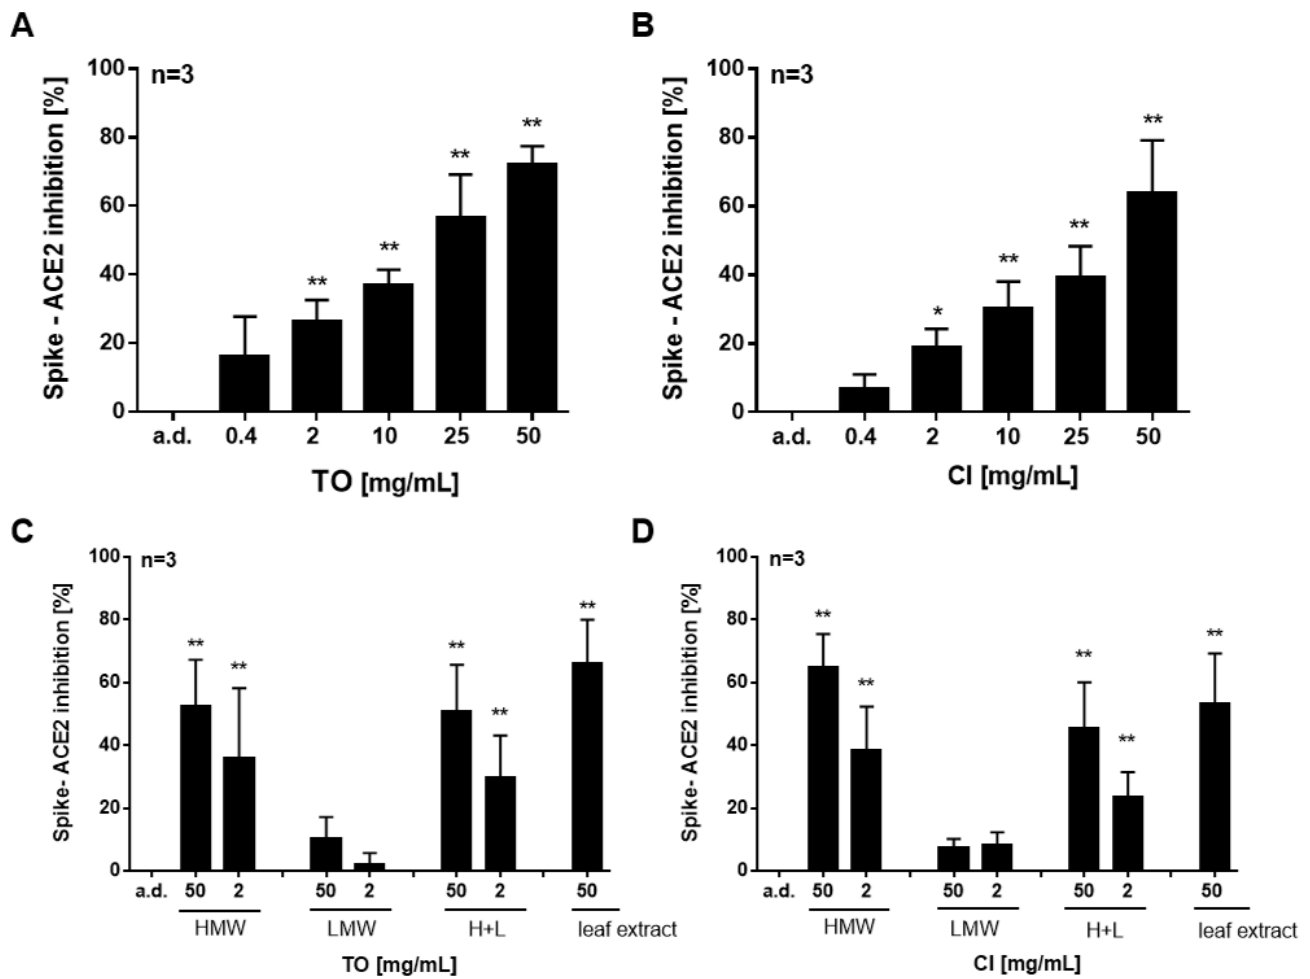 A
Spike - ACE2 inhibition [%]
n=3
100
80
60
40
20
0
** ** ** **
a.d. 0.4 2 10 25 50
TO [mg/mL]
B
Spike - ACE2 inhibition [%]
n=3
100
80
60
40
20
0
* ** ** **
a.d. 0.4 2 10 25 50
CI [mg/mL]
C
Spike- ACE2 inhibition [%]
n=3
100
80
60
40
20
0
** ** ** ** **
a.d. 50 2 50 2 50 2 50
HMW LMW H+L leaf extract
TO [mg/mL]
D
Spike- ACE2 inhibition [%]
n=3
100
80
60
40
20
0
** ** ** ** **
a.d. 50 2 50 2 50 2 50
HMW LMW H+L leaf extract
CI [mg/mL]